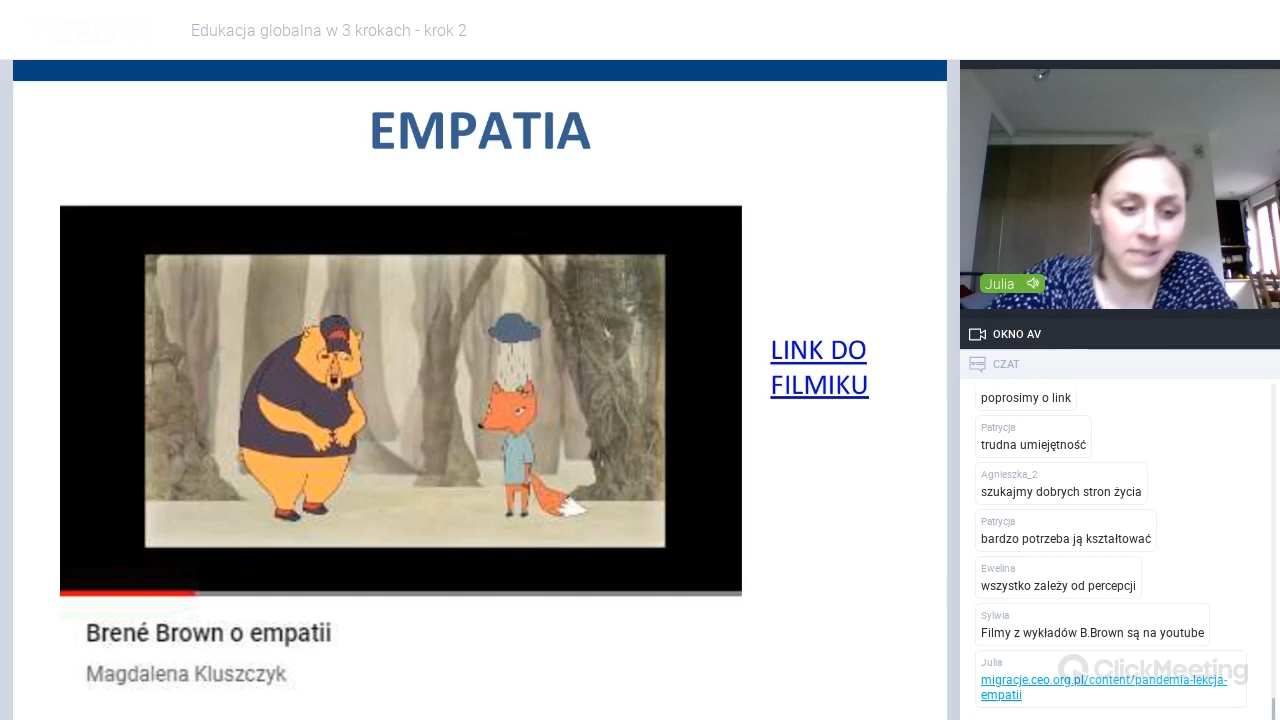 Edukacja globalna w 3 krokach - krok 2
EMPATIA
LINK DO
FILMIKU
Brené Brown o empatii
Magdalena Kluszczyk
Julia
OKNO AV
CZAT
poprosimy o link
Patrycja
trudna umiejętność
Agnieszka_2
szukajmy dobrych stron życia
Patrycja
bardzo potrzeba ją kształtować
Ewelina
wszystko zależy od percepcji
Sylwia
Filmy z wykładów B.Brown są na youtube
Julia
migracje.ceo.org.pl/content/pandemia-lekcja-
empatii
ClickMeeting